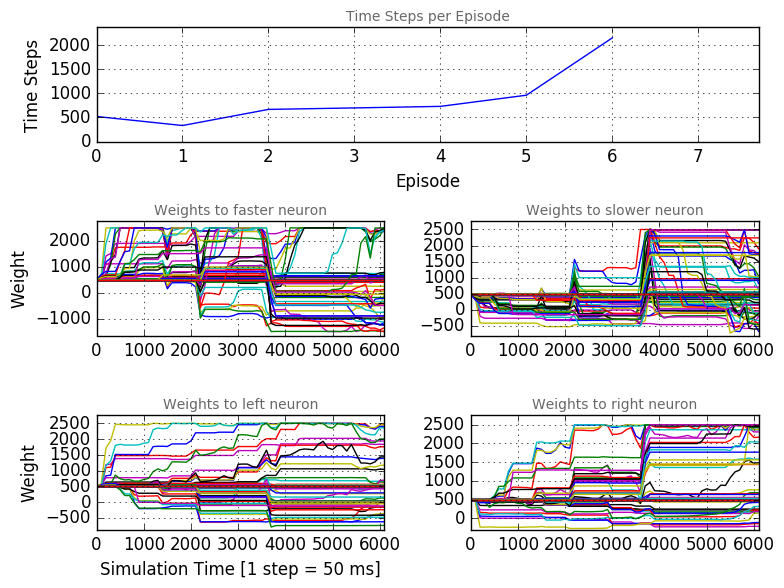 Time Steps per Episode
Time Steps
2000
1500
1000
500
0
0 1 2 3 4 5 6 7
Episode
Weights to faster neuron
Weight
2000
1000
0
−1000
0 1000 2000 3000 4000 5000 6000
Weights to slower neuron
2500
2000
1500
1000
500
0
−500
0 1000 2000 3000 4000 5000 6000
Weights to left neuron
Weight
2500
2000
1500
1000
500
0
−500
0 1000 2000 3000 4000 5000 6000
Simulation Time [1 step = 50 ms]
Weights to right neuron
2500
2000
1500
1000
500
0
0 1000 2000 3000 4000 5000 6000